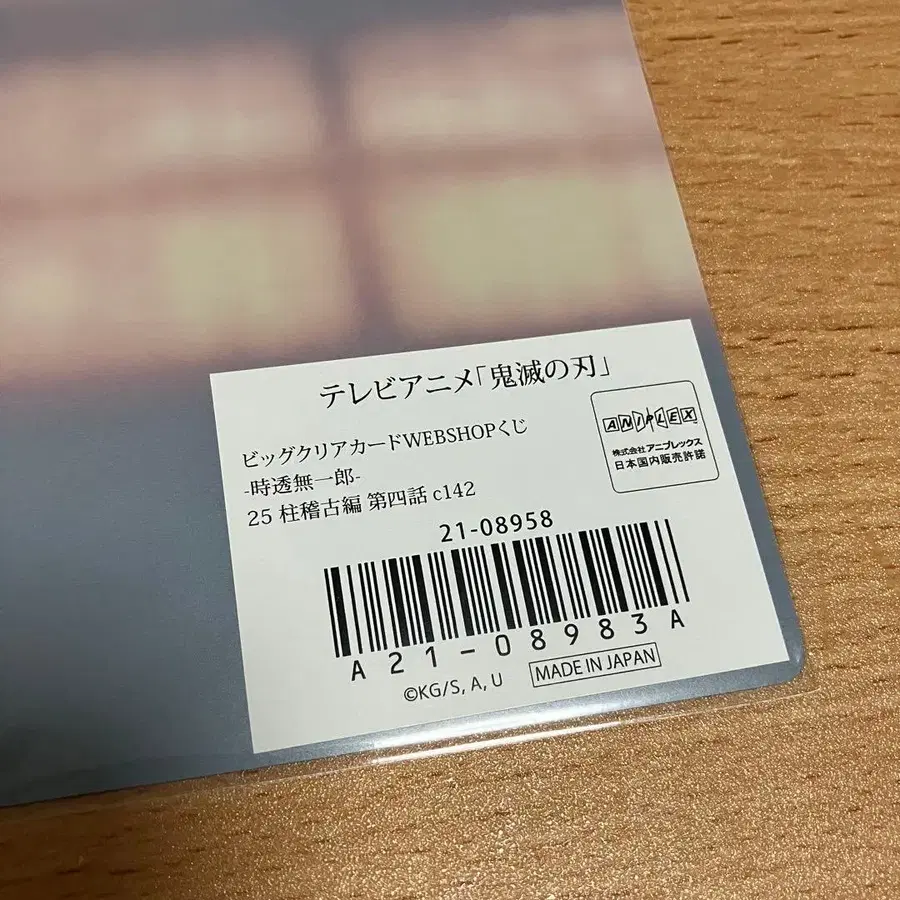 テレビアニメ「鬼滅の刃」
ビッグクリアカードWEBSHOPくじ
-時透無一郎-
25 柱稽古編 第四話 c142
ANIPLEX
株式会社アニプレックス
日本国内販売許諾
21-08958
A21-08983A
©KG/S, A, U
MADE IN JAPAN